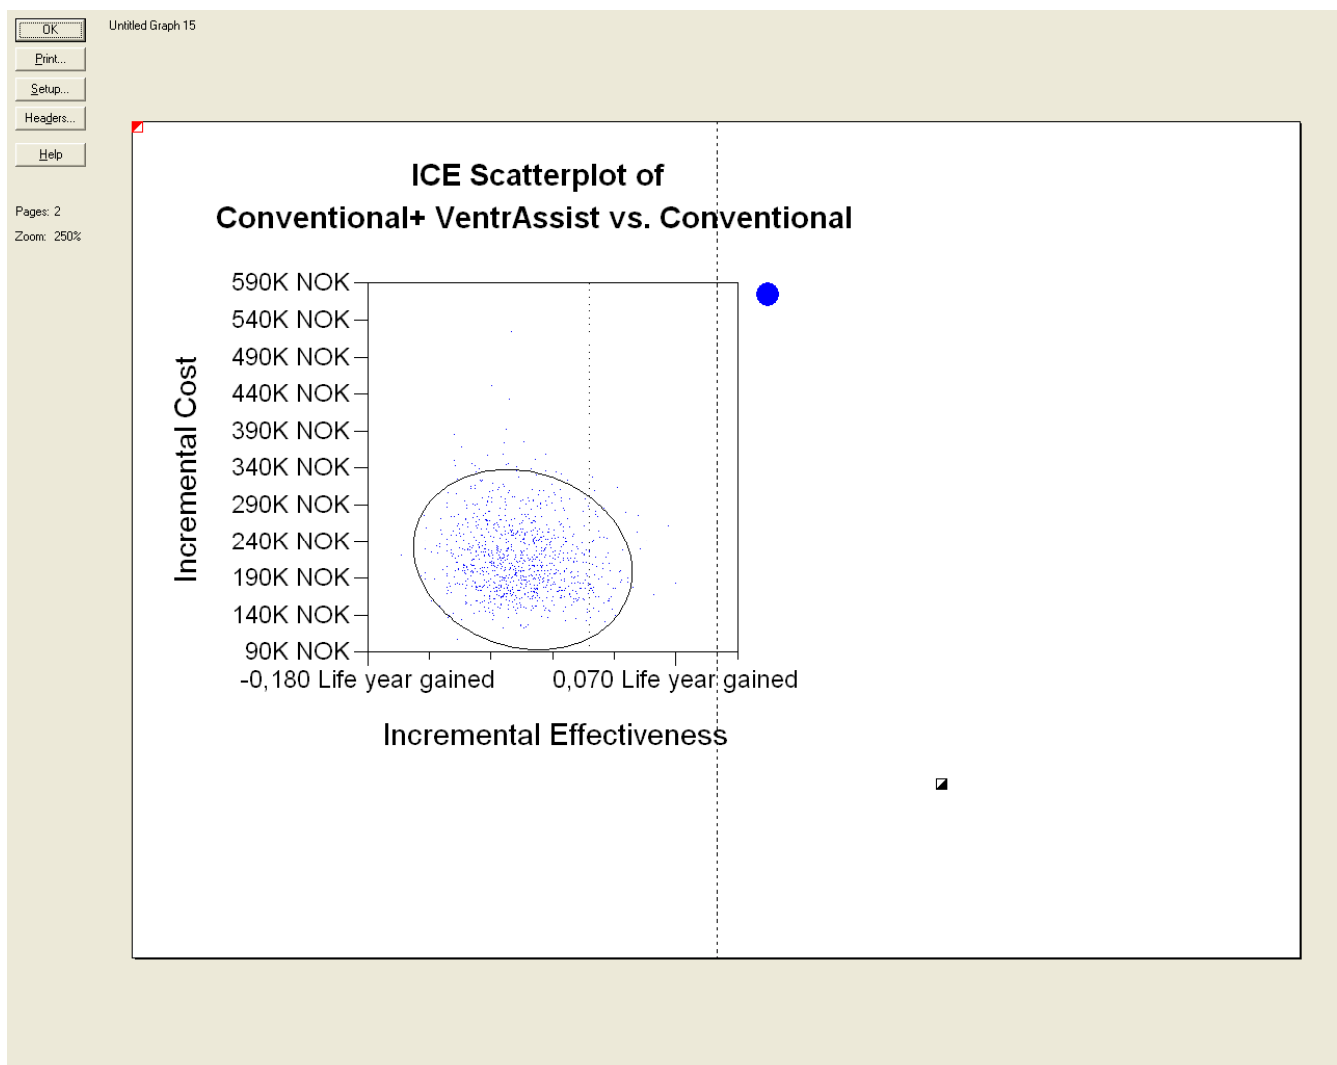 OK
Untitled Graph 15
Print...
Setup...
Headers...
Help
Pages: 2
Zoom: 250%
ICE Scatterplot of
Conventional+ VentrAssist vs. Conventional
590K NOK
540K NOK
490K NOK
440K NOK
390K NOK
340K NOK
290K NOK
240K NOK
190K NOK
140K NOK
90K NOK
Incremental Cost
-0,180 Life year gained
0,070 Life year gained
Incremental Effectiveness